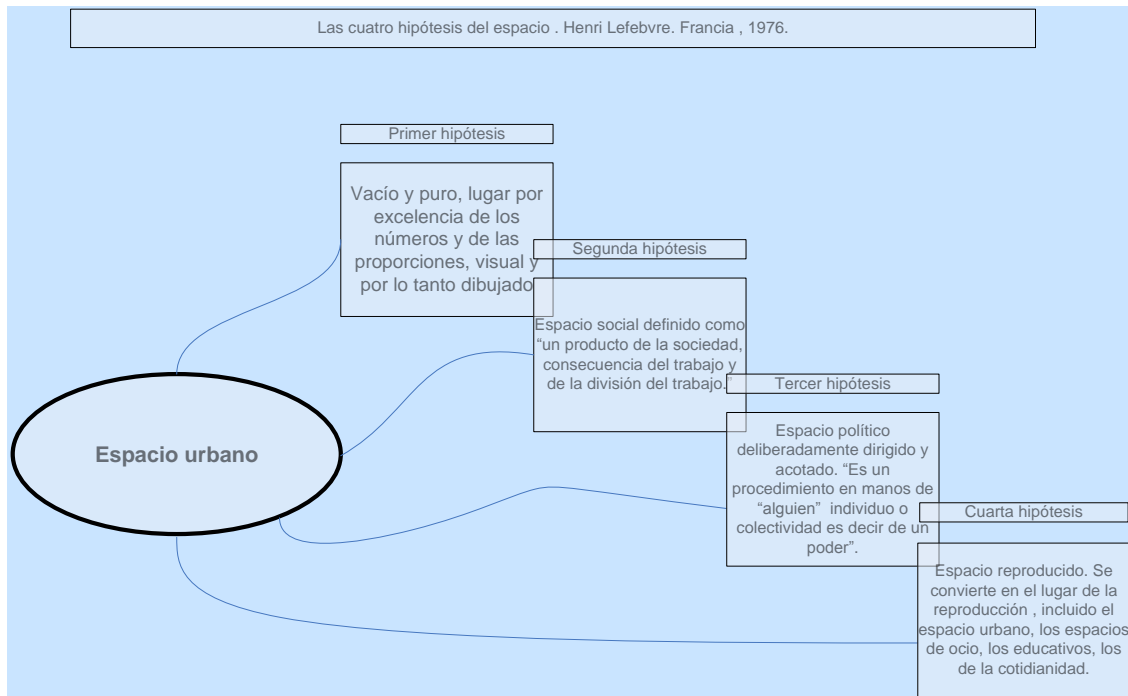 Las cuatro hipótesis del espacio . Henri Lefebvre. Francia , 1976.
Primer hipótesis
Vacío y puro, lugar por
excelencia de los
números y de las
proporciones, visual y
por lo tanto dibujado
Segunda hipótesis
Espacio social definido como
“un producto de la sociedad,
consecuencia del trabajo y
de la división del trabajo.”
Tercer hipótesis
Espacio político
deliberadamente dirigido y
acotado. “Es un
procedimiento en manos de
“alguien” individuo o
colectividad es decir de un
poder”.
Cuarta hipótesis
Espacio reproducido. Se
convierte en el lugar de la
reproducción , incluido el
espacio urbano, los espacios
de ocio, los educativos, los
de la cotidianidad.
Espacio urbano